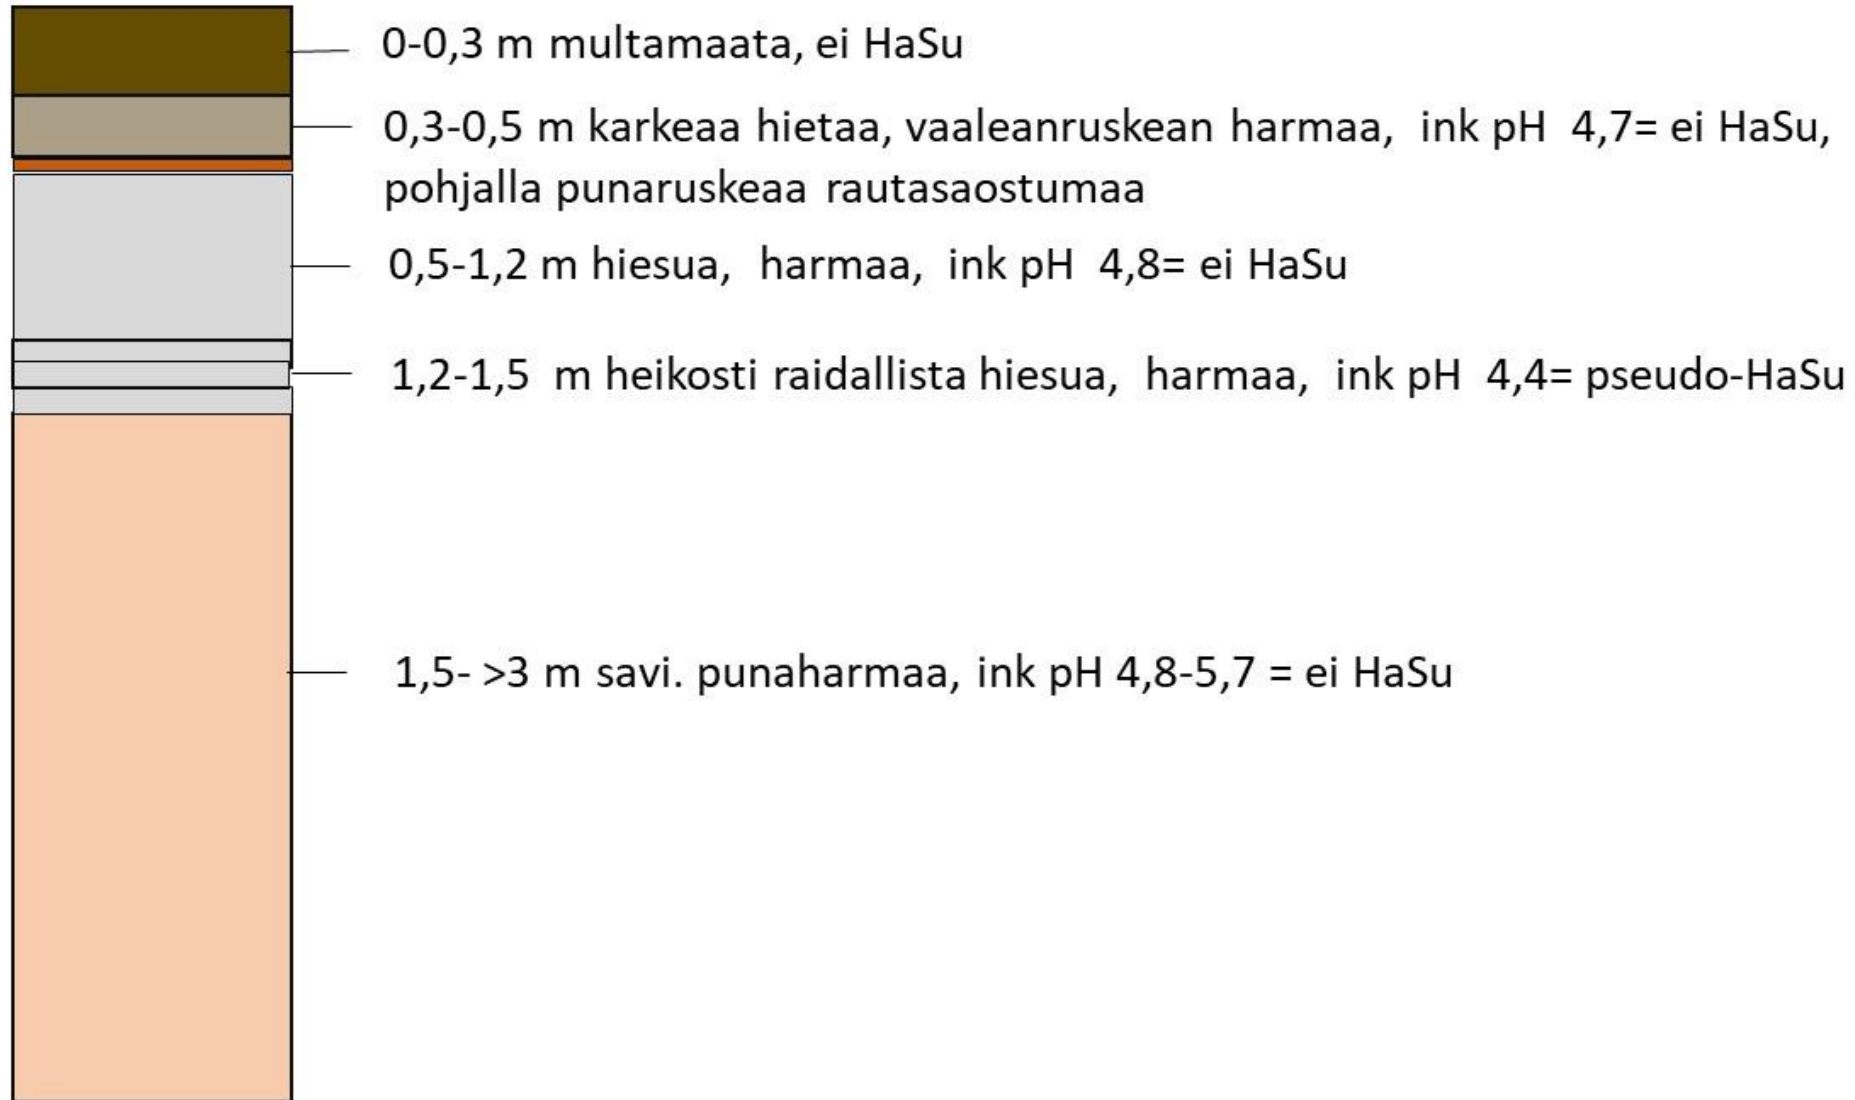 0-0,3 m multamaata, ei HaSu
0,3-0,5 m karkeaa hietaa, vaaleanruskean harmaa, ink pH 4,7= ei HaSu,
pohjalla punaruskeaa rautasaostumaa
0,5-1,2 m hiesua, harmaa, ink pH 4,8= ei HaSu
1,2-1,5 m heikosti raidallista hiesua, harmaa, ink pH 4,4= pseudo-HaSu
1,5- >3 m savi. punaharmaa, ink pH 4,8-5,7 = ei HaSu